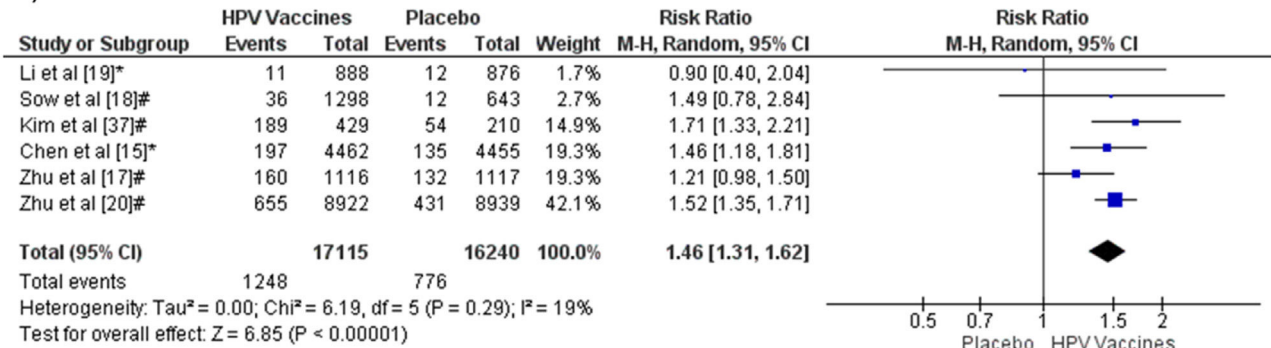 HPV Vaccines Placebo Risk Ratio Risk Ratio
Study or Subgroup Events Total Events Total Weight M-H, Random, 95% CI M-H, Random, 95% CI
Li et al [19]* 11 888 12 876 1.7% 0.90 [0.40, 2.04]
Sow et al [18]# 36 1298 12 643 2.7% 1.49 [0.78, 2.84]
Kim et al [37]# 189 429 54 210 14.9% 1.71 [1.33, 2.21]
Chen et al [15]* 197 4462 135 4455 19.3% 1.46 [1.18, 1.81]
Zhu et al [17]# 160 1116 132 1117 19.3% 1.21 [0.98, 1.50]
Zhu et al [20]# 655 8922 431 8939 42.1% 1.52 [1.35, 1.71]
Total (95% CI) 17115 16240 100.0% 1.46 [1.31, 1.62]
Total events 1248 776
Heterogeneity: Tau² = 0.00; Chi² = 6.19, df = 5 (P = 0.29); I² = 19%
Test for overall effect: Z = 6.85 (P < 0.00001)
0.5 0.7 1 1.5 2
Placebo HPV Vaccines